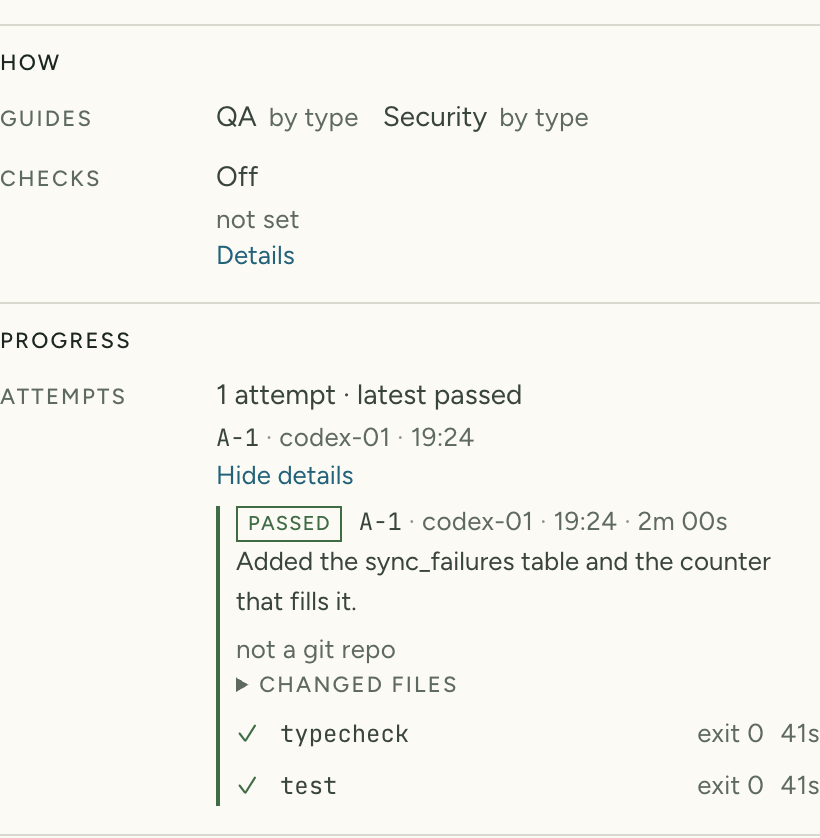 HOW
GUIDES QA by type Security by type
CHECKS Off
not set
Details
PROGRESS
ATTEMPTS 1 attempt · latest passed
A-1 · codex-01 · 19:24
Hide details
PASSED A-1 · codex-01 · 19:24 · 2m 00s
Added the sync_failures table and the counter
that fills it.
not a git repo
▶ CHANGED FILES
✓ typecheck exit 0 41s
✓ test exit 0 41s